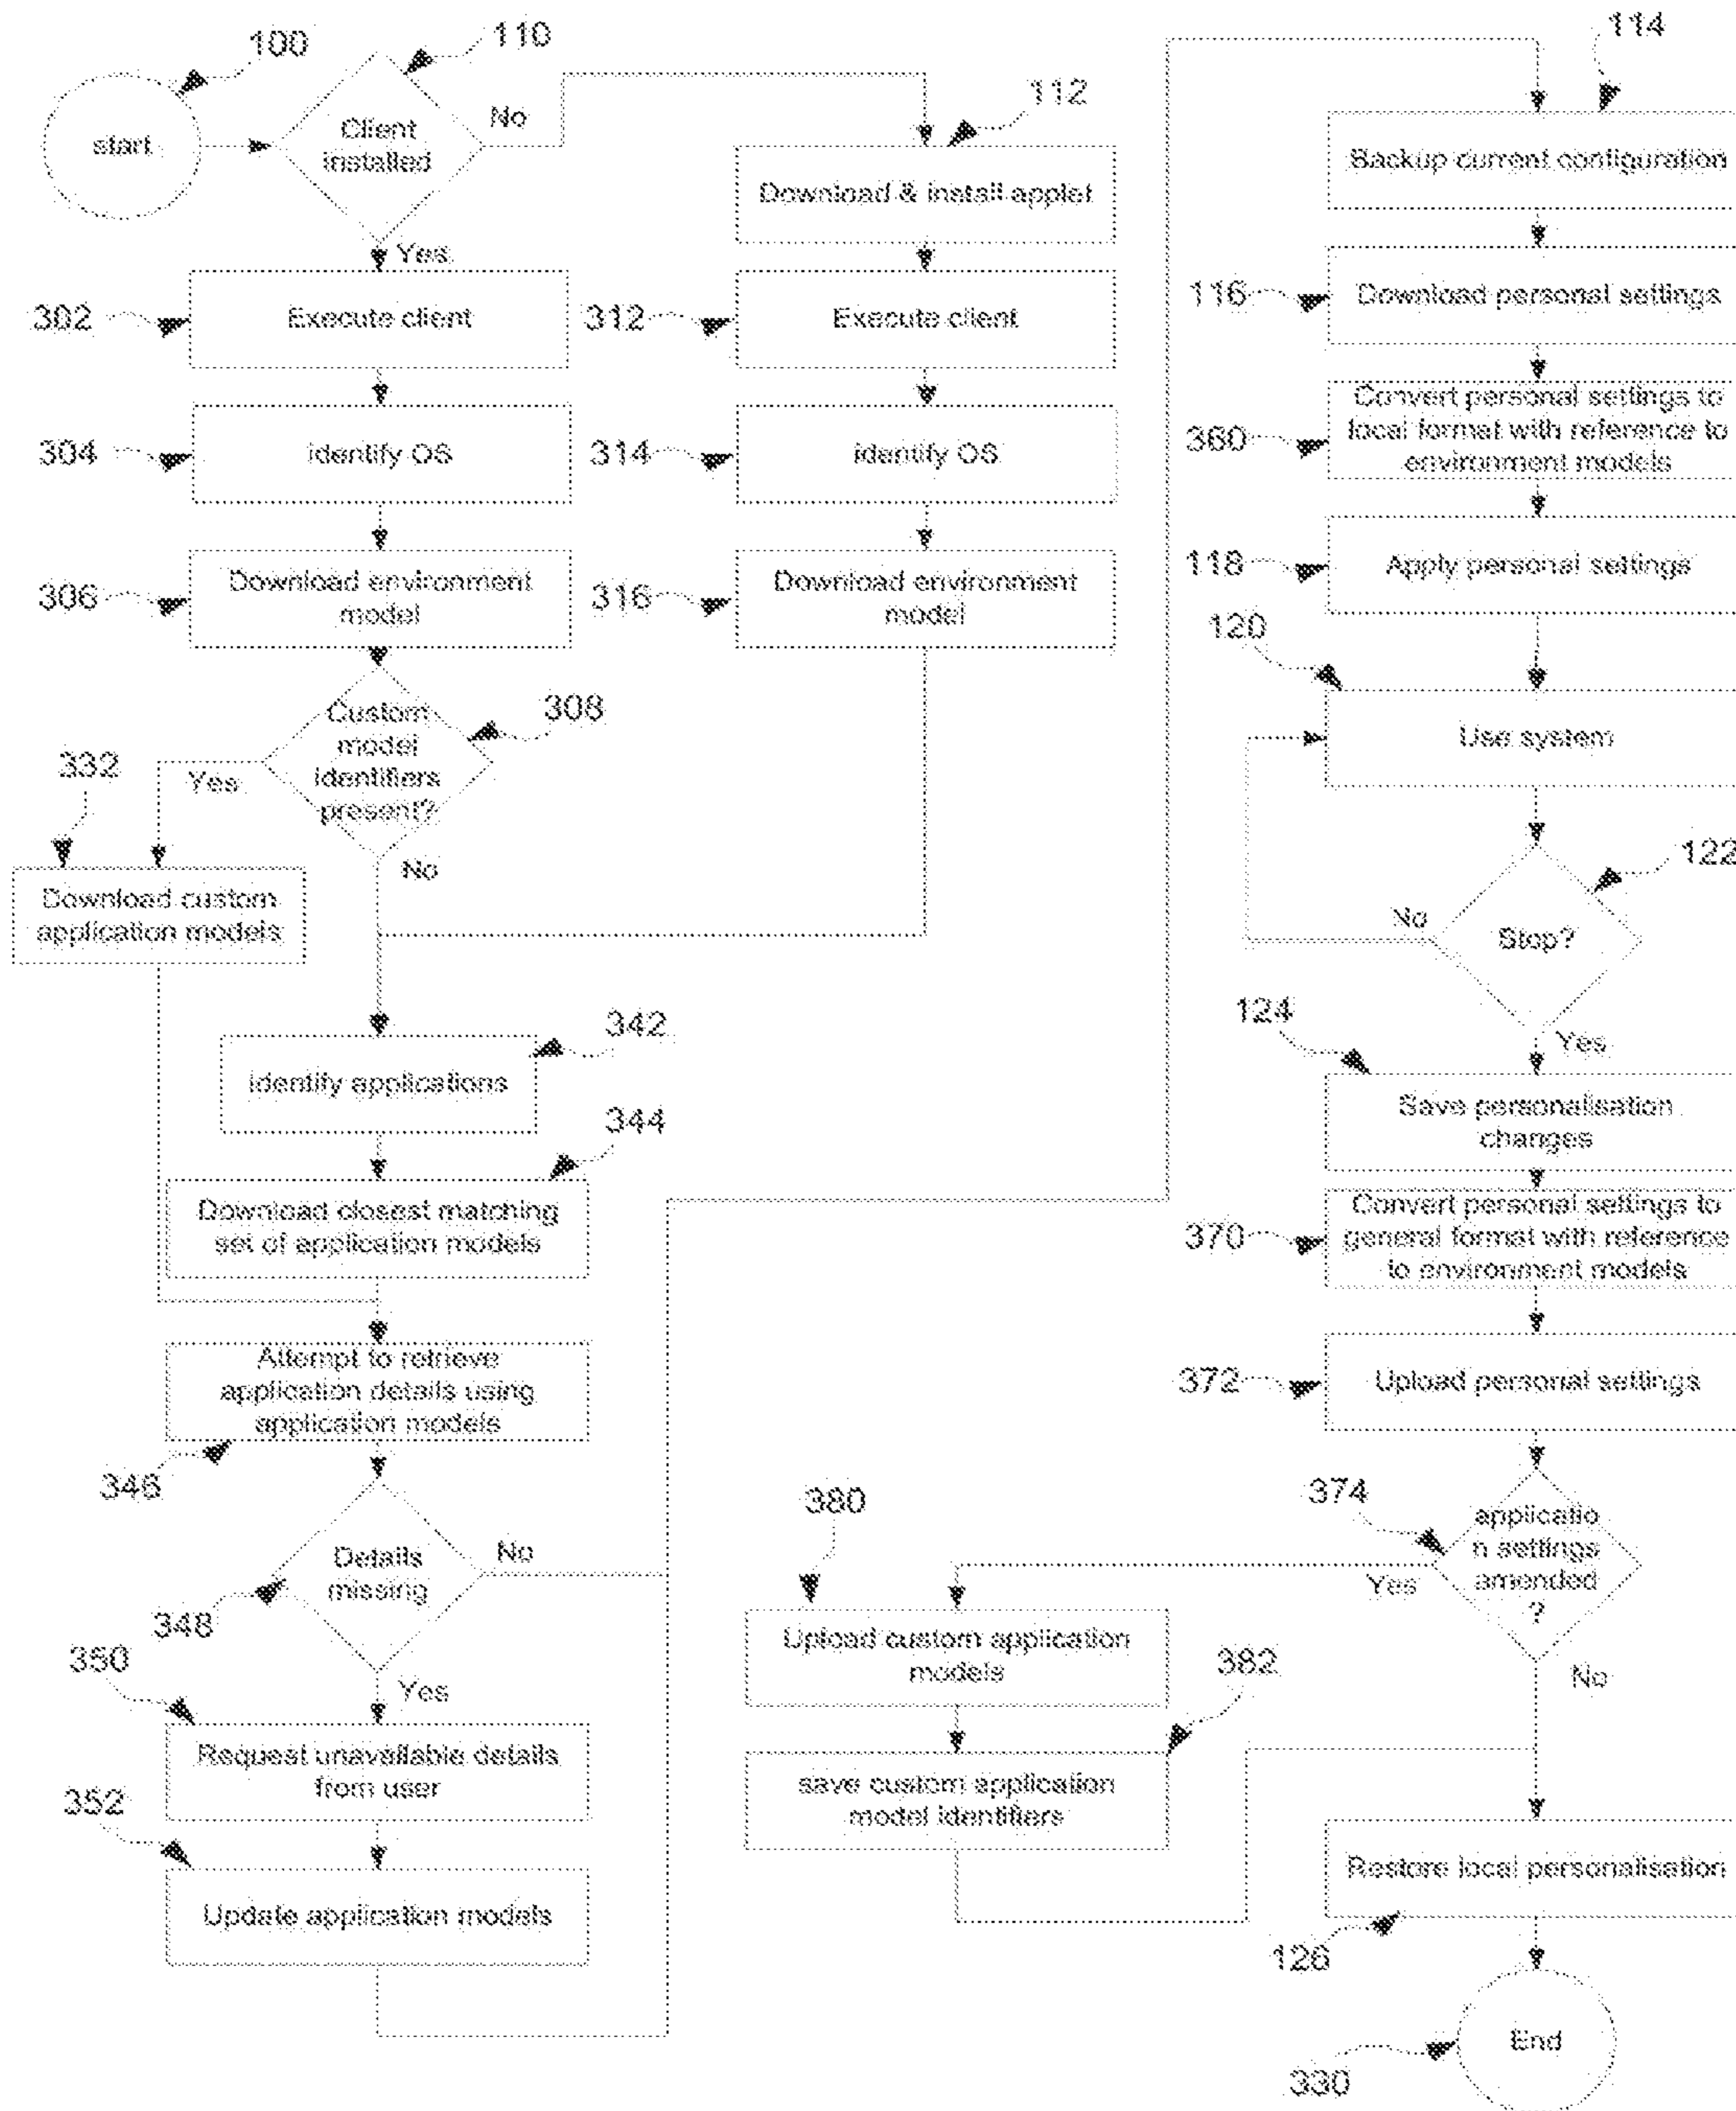 100
start
110
Client
installed
No
Yes
112
Download & install applet
302
Execute client
304
identify OS
306
Download environment
model
312
Execute client
314
identify OS
316
Download environment
model
308
Custom
model
identifiers
present?
Yes
No
332
Download custom
application models
342
identify applications
344
Download closest matching
set of application models
Attempt to retrieve
application details using
application models
346
Details
missing
No
348
Yes
350
Request unavailable details
from user
352
Update application models
114
Backup current configuration
116
Download personal settings
360
Convert personal settings to
local format with reference to
environment models
118
Apply personal settings
120
Use system
122
Stop?
No
Yes
124
Save personalisation
changes
370
Convert personal settings to
general format with reference
to environment models
372
Upload personal settings
374
applicatio
n settings
amended
?
Yes
No
380
Upload custom application
models
382
save custom application
model identifiers
Restore local personalisation
126
End
330